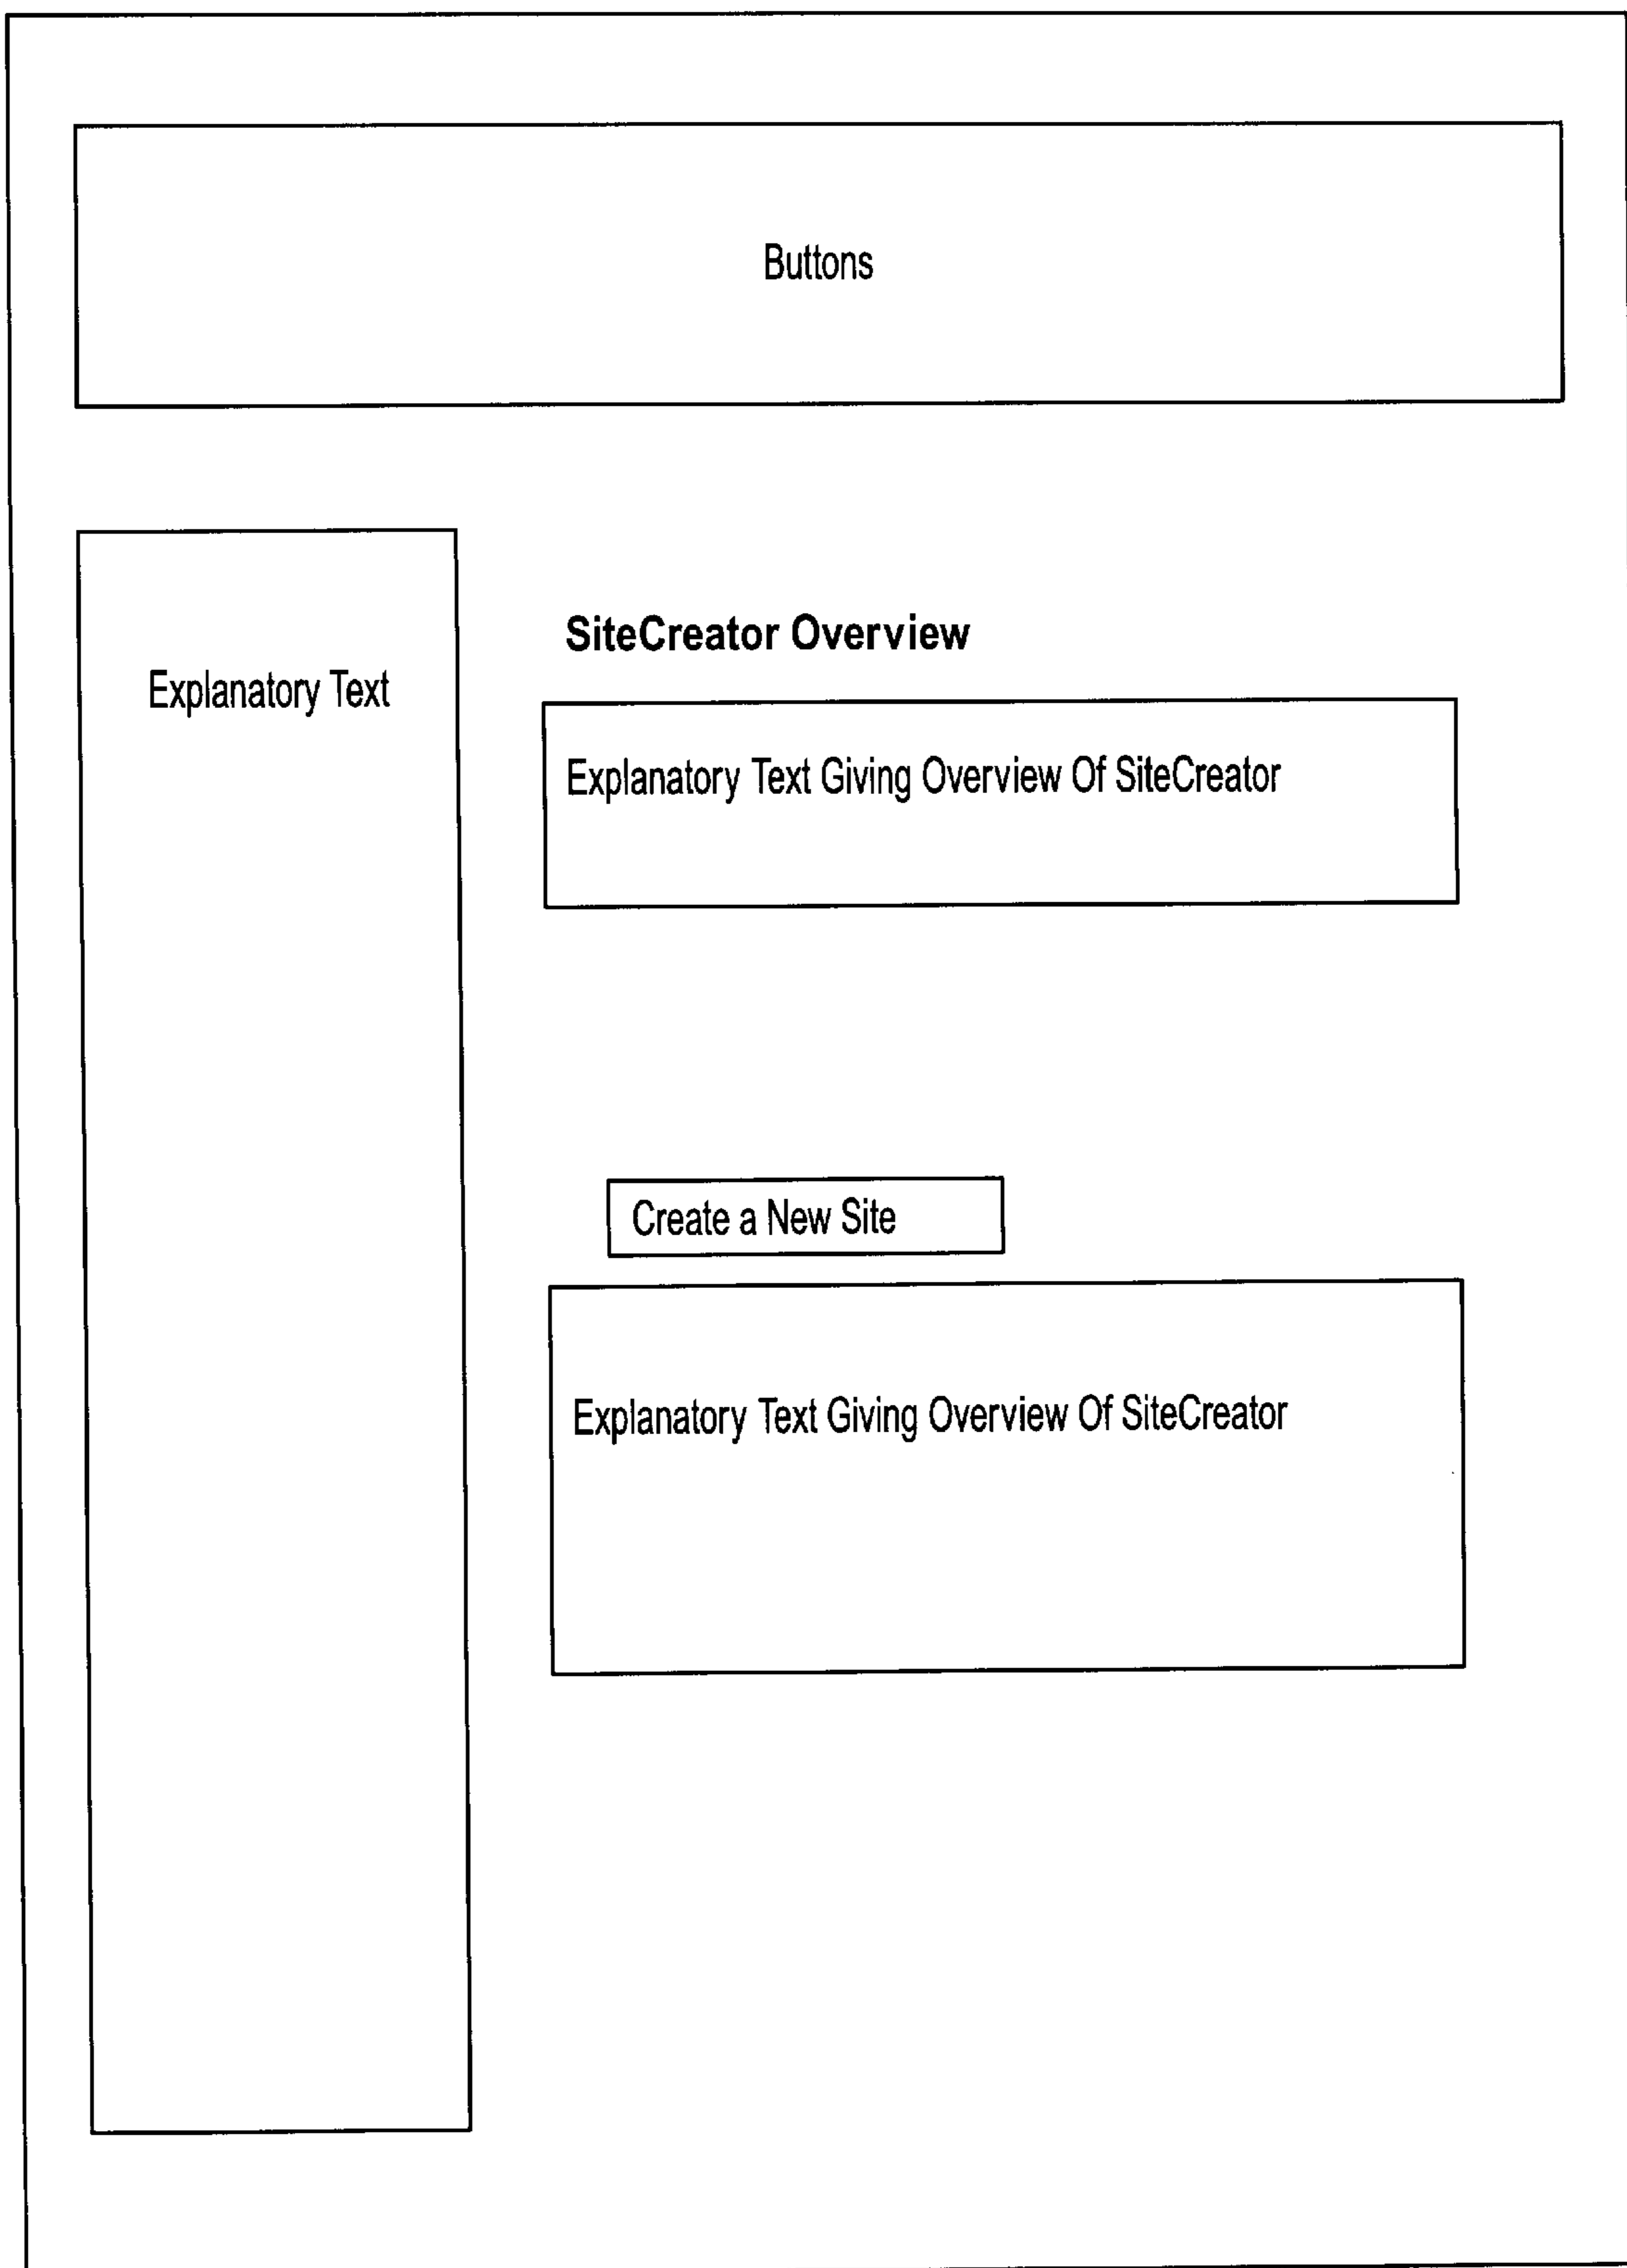 Buttons
Explanatory Text
SiteCreator Overview
Explanatory Text Giving Overview Of SiteCreator
Create a New Site
Explanatory Text Giving Overview Of SiteCreator